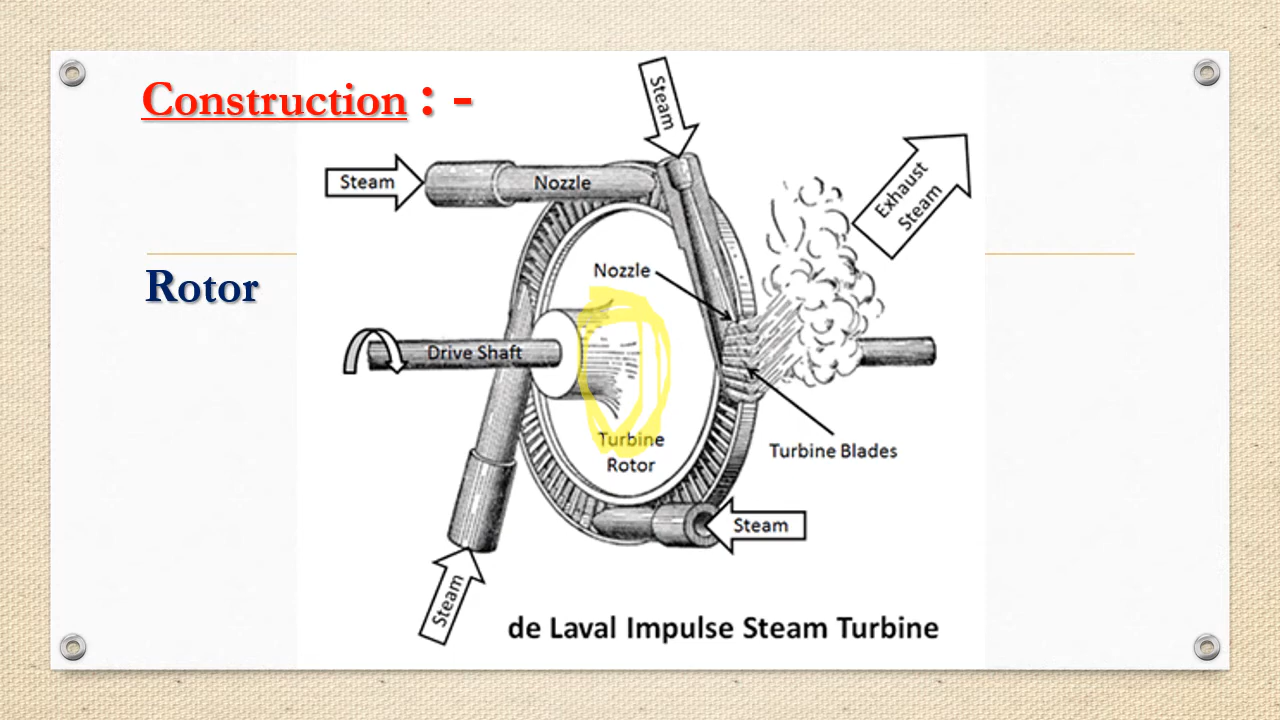 Construction : -
Steam
Steam
Nozzle
Exhaust
Steam
Nozzle
Rotor
Drive Shaft
Turbine
Rotor
Turbine Blades
Steam
Steam
de Laval Impulse Steam Turbine